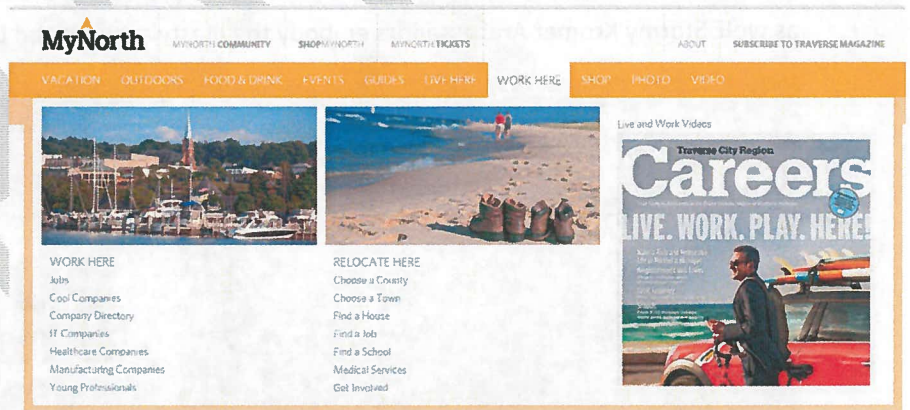 MyNorth
MYNORTH COMMUNITY SHOPMYNORTH MYNORTH TICKETS ABOUT SUBSCRIBE TO TRAVERSE MAGAZINE
VACATION OUTDOORS FOOD & DRINK EVENTS GUIDES LIVE HERE WORK HERE SHOP PHOTO VIDEO
Live and Work Videos
Traverse City Region
Careers
LIVE. WORK. PLAY. HERE!
WORK HERE
Jobs
Cool Companies
Company Directory
IT Companies
Healthcare Companies
Manufacturing Companies
Young Professionals
RELOCATE HERE
Choose a County
Choose a Town
Find a House
Find a Job
Find a School
Medical Services
Get Involved